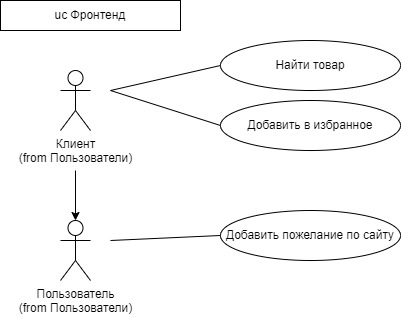 uc Фронтенд
Найти товар
Добавить в избранное
Клиент
(from Пользователи)
Добавить пожелание по сайту
Пользователь
(from Пользователи)